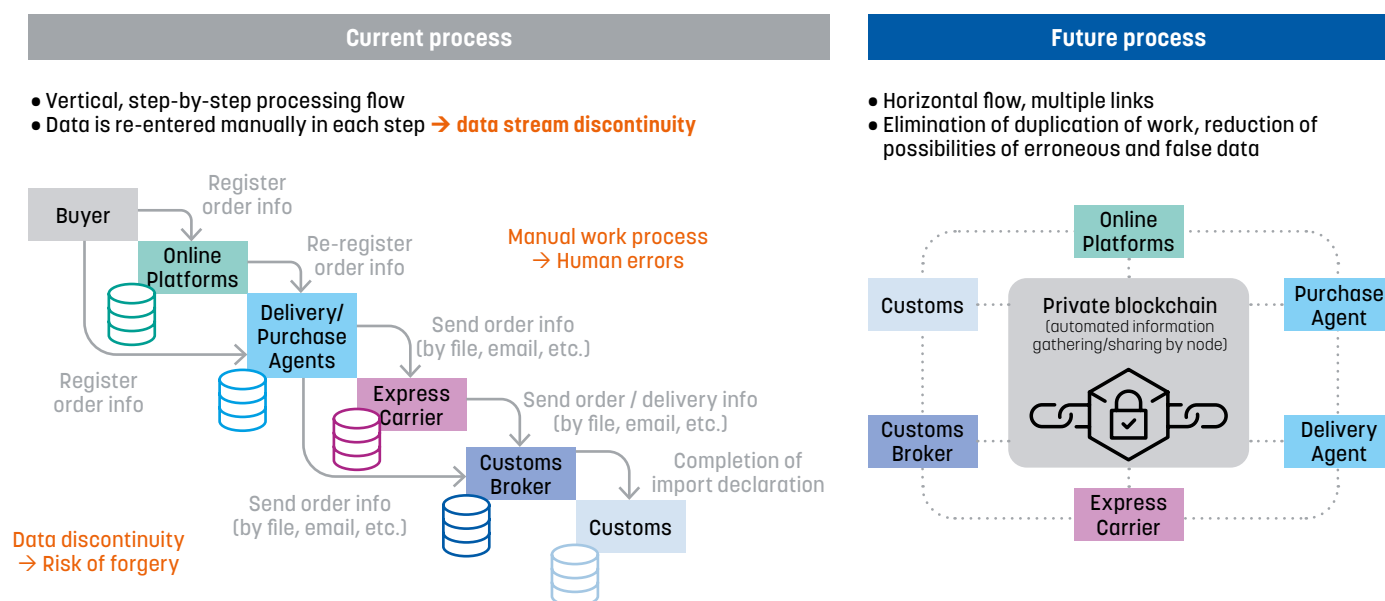 Current process
• Vertical, step-by-step processing flow
• Data is re-entered manually in each step → data stream discontinuity
Buyer
Register
order info
Online
Platforms
Re-register
order info
Manual work process
→ Human errors
Delivery/
Purchase
Agents
Register
order info
Send order info
(by file, email, etc.)
Express
Carrier
Send order / delivery info
(by file, email, etc.)
Customs
Broker
Send order info
(by file, email, etc.)
Completion of
import declaration
Customs
Data discontinuity
→ Risk of forgery
Future process
• Horizontal flow, multiple links
• Elimination of duplication of work, reduction of
possibilities of erroneous and false data
Online
Platforms
Customs
Private blockchain
(automated information
gathering/sharing by node)
Purchase
Agent
Customs
Broker
Delivery
Agent
Express
Carrier